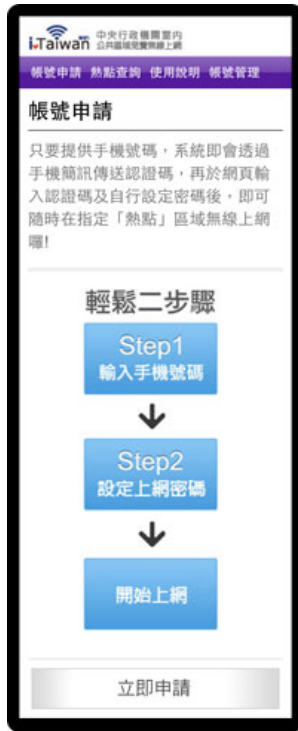 i-Taiwan 中央行政機關室內
公共區域免費無線上網
帳號申請 熱點查詢 使用說明 帳號管理
帳號申請
只要提供手機號碼，系統即會透過
手機簡訊傳送認證碼，再於網頁輸
入認證碼及自行設定密碼後，即可
隨時在指定「熱點」區域無線上網
囉!
輕鬆二步驟
Step1
輸入手機號碼
Step2
設定上網密碼
開始上網
立即申請